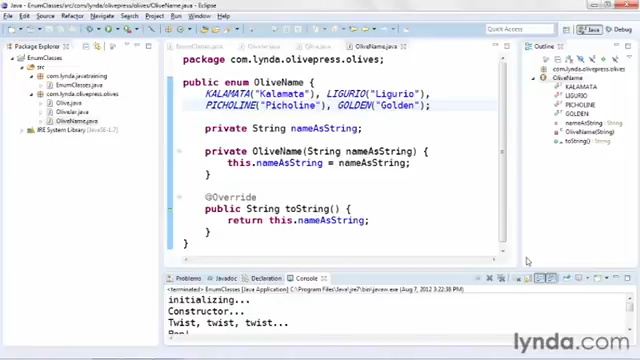 Java - EnumClasses/src/com/lynda/olivepress/olives/OliveName.java - Eclipse
File Edit Source Refactor Navigate Search Project Run Window Help
Quick Access
Java
Debug
Package Explorer
EnumClasses
src
com.lynda.javatraining
EnumClasses.java
com.lynda.olivepress.olives
Olive.java
OliveJar.java
OliveName.java
JRE System Library [JavaSE-1.7]
EnumClasses.java
Olive.java
OliveName.java
package com.lynda.olivepress.olives;
public enum OliveName {
KALAMATA("Kalamata"), LIGURIO("Ligurio"),
PICHOLINE("Picholine"), GOLDEN("Golden");
private String nameAsString;
private OliveName(String nameAsString) {
this.nameAsString = nameAsString;
}
@Override
public String toString() {
return this.nameAsString;
}
}
Outline
com.lynda.olivepress.olives
OliveName
KALAMATA
LIGURIO
PICHOLINE
GOLDEN
nameAsString : String
OliveName(String)
toString() : String
Problems Javadoc Declaration Console
<terminated> EnumClasses [Java Application] C:\Program Files\Java\jre7\bin\javaw.exe (Aug 7, 2012 3:22:38 PM)
initializing...
Constructor...
Twist, twist, twist...
lynda.com